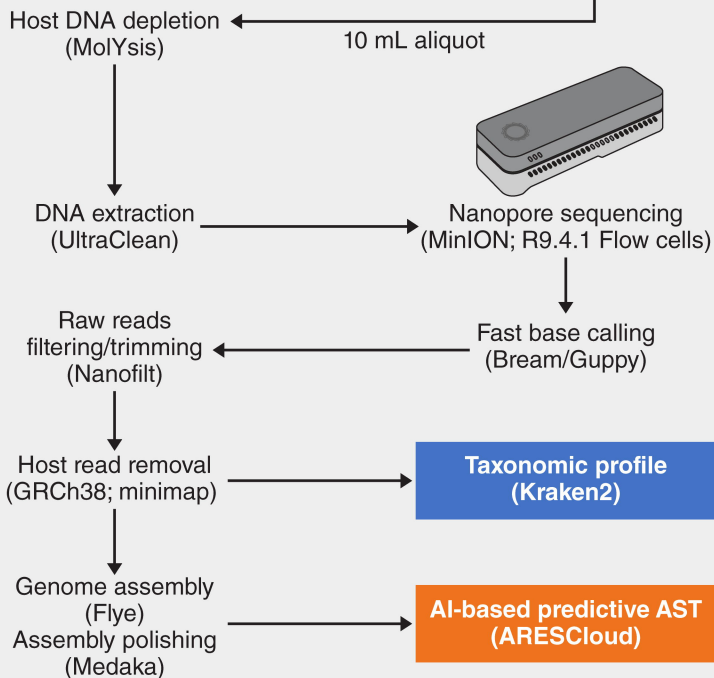 Host DNA depletion
(MolYsis)
10 mL aliquot
DNA extraction
(UltraClean)
Nanopore sequencing
(MinION; R9.4.1 Flow cells)
Fast base calling
(Bream/Guppy)
Raw reads
filtering/trimming
(Nanofilt)
Host read removal
(GRCh38; minimap)
Taxonomic profile
(Kraken2)
Genome assembly
(Flye)
Assembly polishing
(Medaka)
AI-based predictive AST
(ARESCloud)